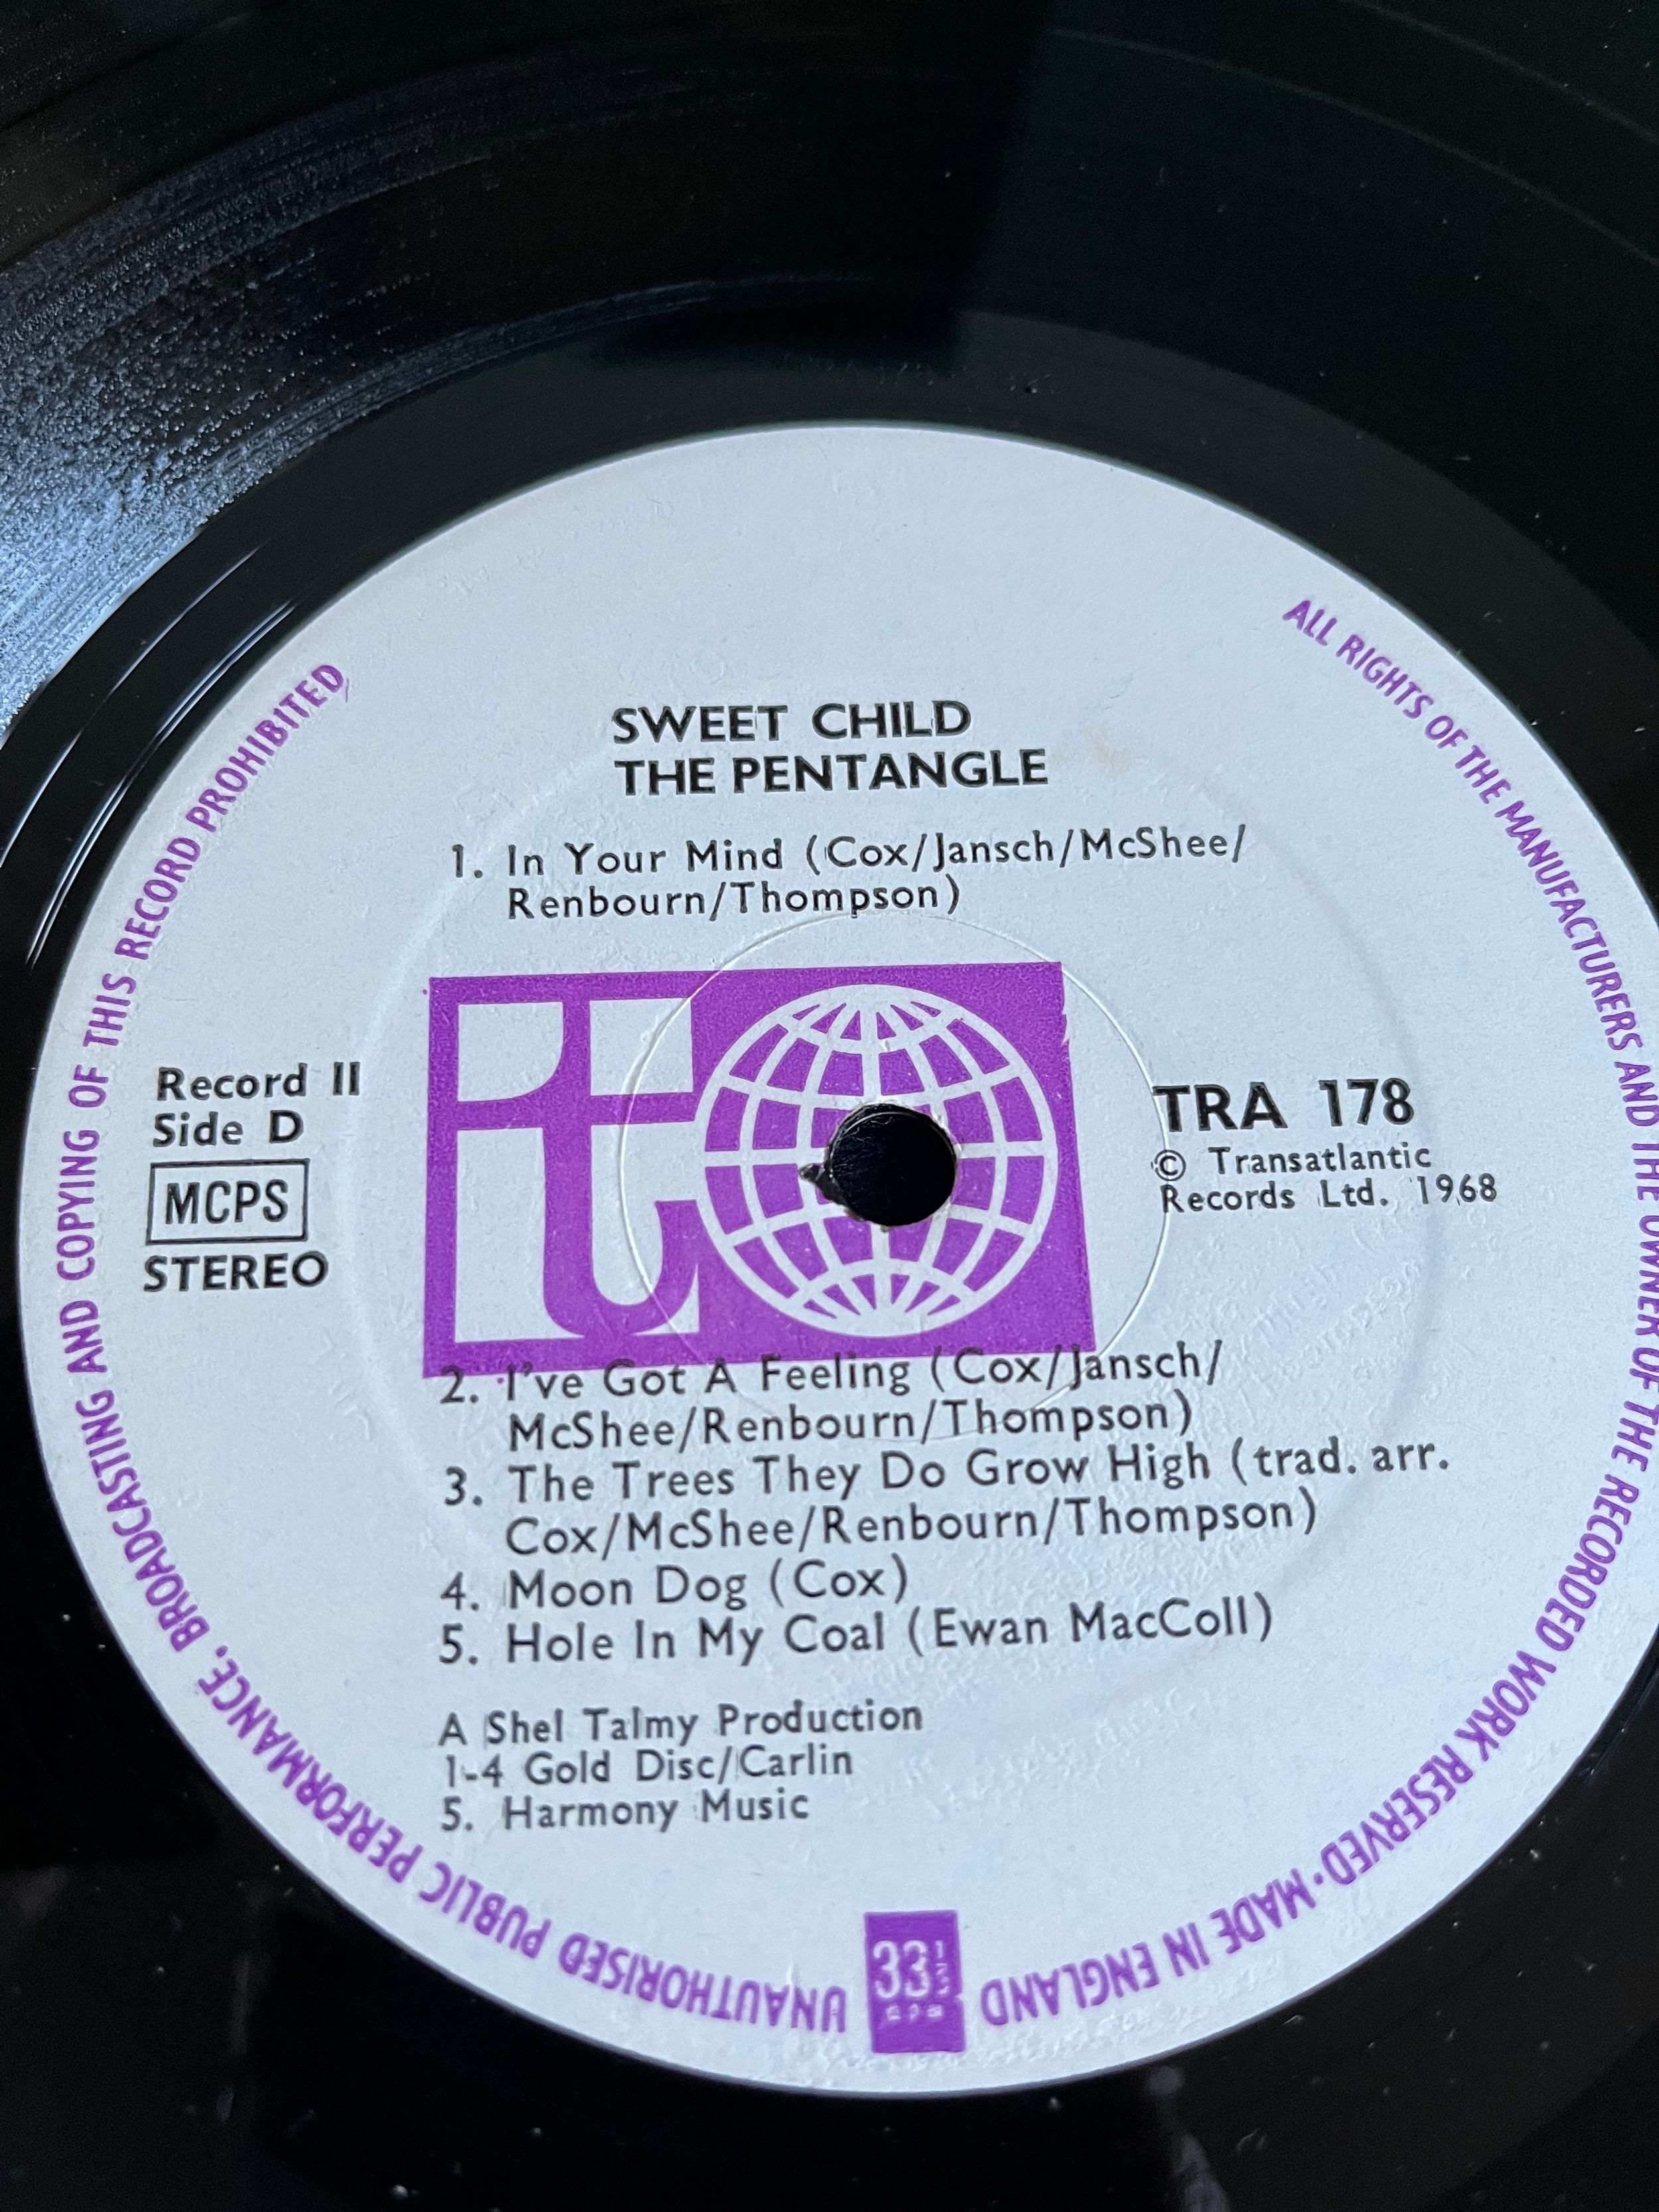 SWEET CHILD
THE PENTANGLE
1. In Your Mind (Cox/Jansch/McShee/
Renbourn/Thompson)
it
Record II
Side D
MCPS
STEREO
TRA 178
© Transatlantic
Records Ltd. 1968
2. I've Got A Feeling (Cox/Jansch/
McShee/Renbourn/Thompson)
3. The Trees They Do Grow High (trad. arr.
Cox/McShee/Renbourn/Thompson)
4. Moon Dog (Cox)
5. Hole In My Coal (Ewan MacColl)
A Shel Talmy Production
1-4 Gold Disc/Carlin
5. Harmony Music
ALL RIGHTS OF THE MANUFACTURERS AND THE OWNER OF THE RECORDED WORK RESERVED · MADE IN ENGLAND
33 1/3 rpm
UNAUTHORISED PUBLIC PERFORMANCE, BROADCASTING AND COPYING OF THIS RECORD PROHIBITED